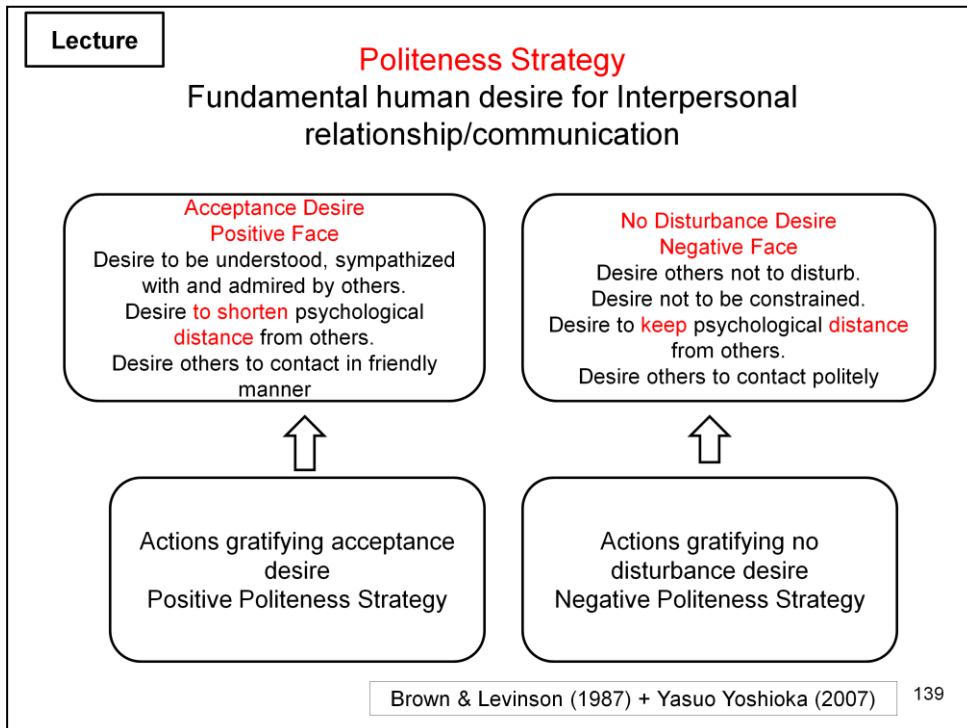 Lecture
Politeness Strategy
Fundamental human desire for Interpersonal
relationship/communication
Acceptance Desire
Positive Face
Desire to be understood, sympathized
with and admired by others.
Desire to shorten psychological
distance from others.
Desire others to contact in friendly
manner
No Disturbance Desire
Negative Face
Desire others not to disturb.
Desire not to be constrained.
Desire to keep psychological distance
from others.
Desire others to contact politely
Actions gratifying acceptance
desire
Positive Politeness Strategy
Actions gratifying no
disturbance desire
Negative Politeness Strategy
Brown & Levinson (1987) + Yasuo Yoshioka (2007)
139